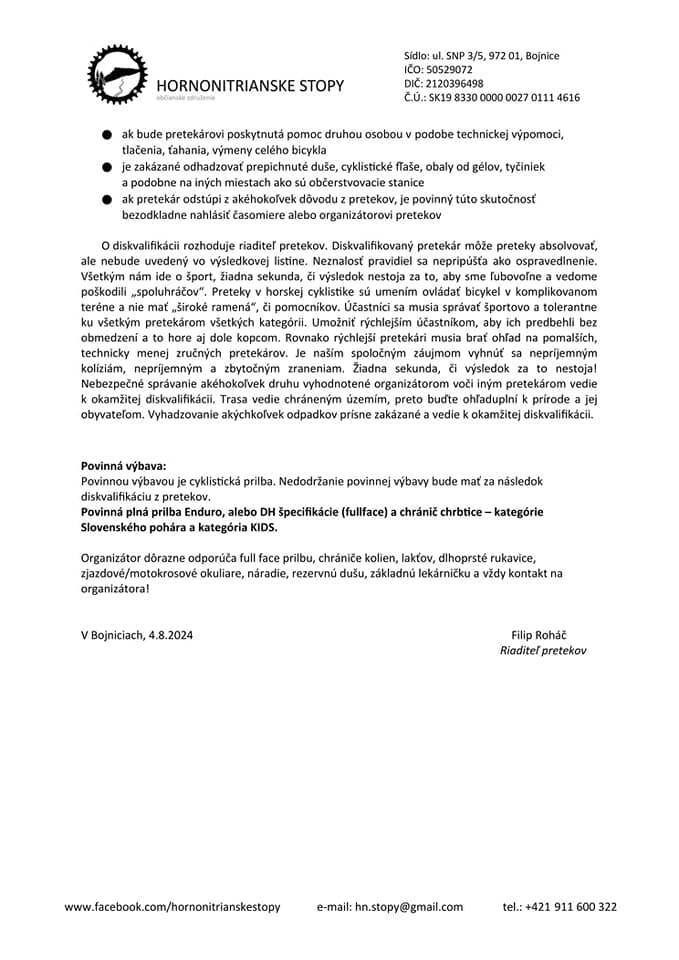 HORNONITRIANSKE STOPY
občianske združenie
Sídlo: ul. SNP 3/5, 972 01, Bojnice
IČO: 50529072
DIČ: 2120396498
Č.Ú.: SK19 8330 0000 0027 0111 4616
● ak bude pretekárovi poskytnutá pomoc druhou osobou v podobe technickej výpomoci,
tlačenia, ťahania, výmeny celého bicykla
● je zakázané odhadzovať prepichnuté duše, cyklistické fľaše, obaly od gélov, tyčiniek
a podobne na iných miestach ako sú občerstvovacie stanice
● ak pretekár odstúpi z akéhokoľvek dôvodu z pretekov, je povinný túto skutočnosť
bezodkladne nahlásiť časomiere alebo organizátorovi pretekov
O diskvalifikácii rozhoduje riaditeľ pretekov. Diskvalifikovaný pretekár môže preteky absolvovať,
ale nebude uvedený vo výsledkovej listine. Neznalosť pravidiel sa nepripúšťa ako ospravedlnenie.
Všetkým nám ide o šport, žiadna sekunda, či výsledok nestoja za to, aby sme ľubovoľne a vedome
poškodili „spoluhráčov“. Preteky v horskej cyklistike sú umením ovládať bicykel v komplikovanom
teréne a nie mať „široké ramená“, či pomocníkov. Účastníci sa musia správať športovo a tolerantne
ku všetkým pretekárom všetkých kategórii. Umožniť rýchlejším účastníkom, aby ich predbehli bez
obmedzení a to hore aj dole kopcom. Rovnako rýchlejší pretekári musia brať ohľad na pomalších,
technicky menej zručných pretekárov. Je naším spoločným záujmom vyhnúť sa nepríjemným
kolíziám, nepríjemným a zbytočným zraneniam. Žiadna sekunda, či výsledok za to nestoja!
Nebezpečné správanie akéhokoľvek druhu vyhodnotené organizátorom voči iným pretekárom vedie
k okamžitej diskvalifikácii. Trasa vedie chráneným územím, preto buďte ohľaduplní k prírode a jej
obyvateľom. Vyhadzovanie akýchkoľvek odpadkov prísne zakázané a vedie k okamžitej diskvalifikácii.
Povinná výbava:
Povinnou výbavou je cyklistická prilba. Nedodržanie povinnej výbavy bude mať za následok
diskvalifikáciu z pretekov.
Povinná plná prilba Enduro, alebo DH špecifikácie (fullface) a chránič chrbtice – kategórie
Slovenského pohára a kategória KIDS.
Organizátor dôrazne odporúča full face prilbu, chrániče kolien, lakťov, dlhoprsté rukavice,
zjazdové/motokrosové okuliare, náradie, rezervnú dušu, základnú lekárničku a vždy kontakt na
organizátora!
V Bojniciach, 4.8.2024
Filip Roháč
Riaditeľ pretekov
www.facebook.com/hornonitrianskestopy e-mail: hn.stopy@gmail.com tel.: +421 911 600 322